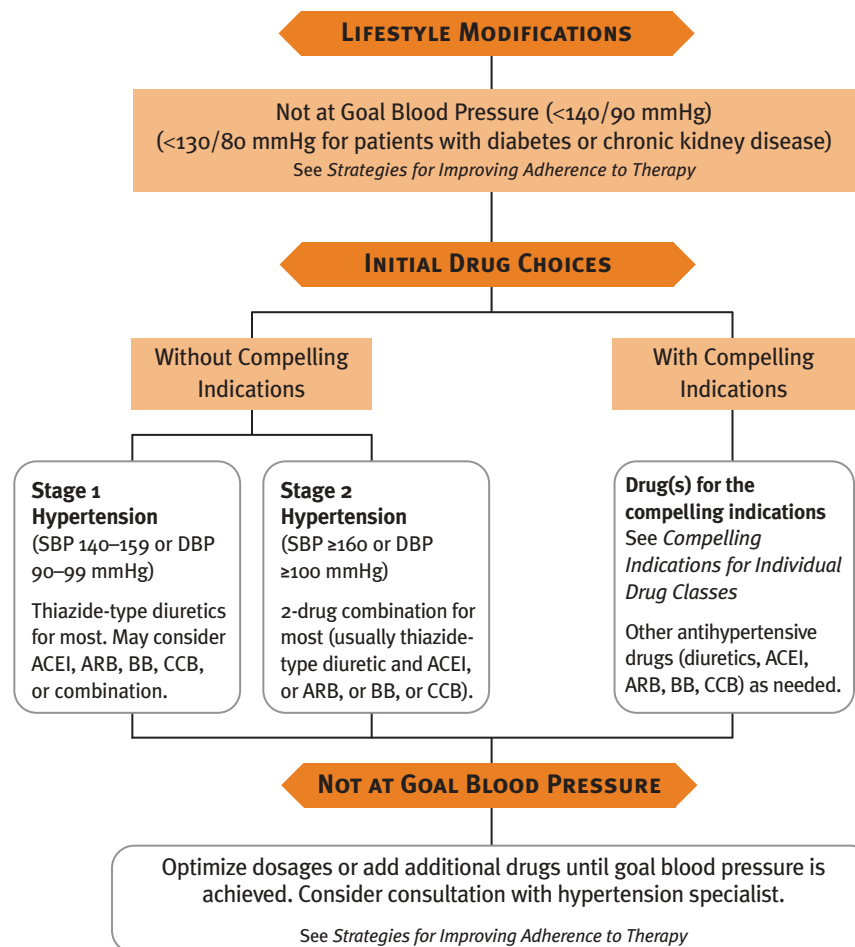 LIFESTYLE MODIFICATIONS
Not at Goal Blood Pressure (<140/90 mmHg)
(<130/80 mmHg for patients with diabetes or chronic kidney disease)
See Strategies for Improving Adherence to Therapy
INITIAL DRUG CHOICES
Without Compelling
Indications
With Compelling
Indications
Stage 1
Hypertension
(SBP 140–159 or DBP
90–99 mmHg)
Thiazide-type diuretics
for most. May consider
ACEI, ARB, BB, CCB,
or combination.
Stage 2
Hypertension
(SBP ≥160 or DBP
≥100 mmHg)
2-drug combination for
most (usually thiazide-
type diuretic and ACEI,
or ARB, or BB, or CCB).
Drug(s) for the
compelling indications
See Compelling
Indications for Individual
Drug Classes
Other antihypertensive
drugs (diuretics, ACEI,
ARB, BB, CCB) as needed.
NOT AT GOAL BLOOD PRESSURE
Optimize dosages or add additional drugs until goal blood pressure is
achieved. Consider consultation with hypertension specialist.
See Strategies for Improving Adherence to Therapy